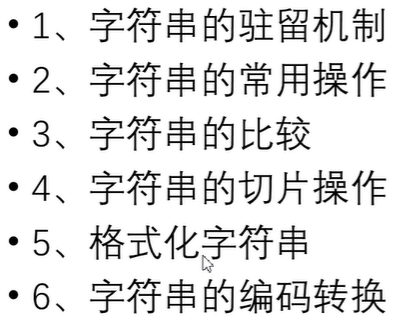 • 1、字符串的驻留机制
• 2、字符串的常用操作
• 3、字符串的比较
• 4、字符串的切片操作
• 5、格式化字符串
• 6、字符串的编码转换